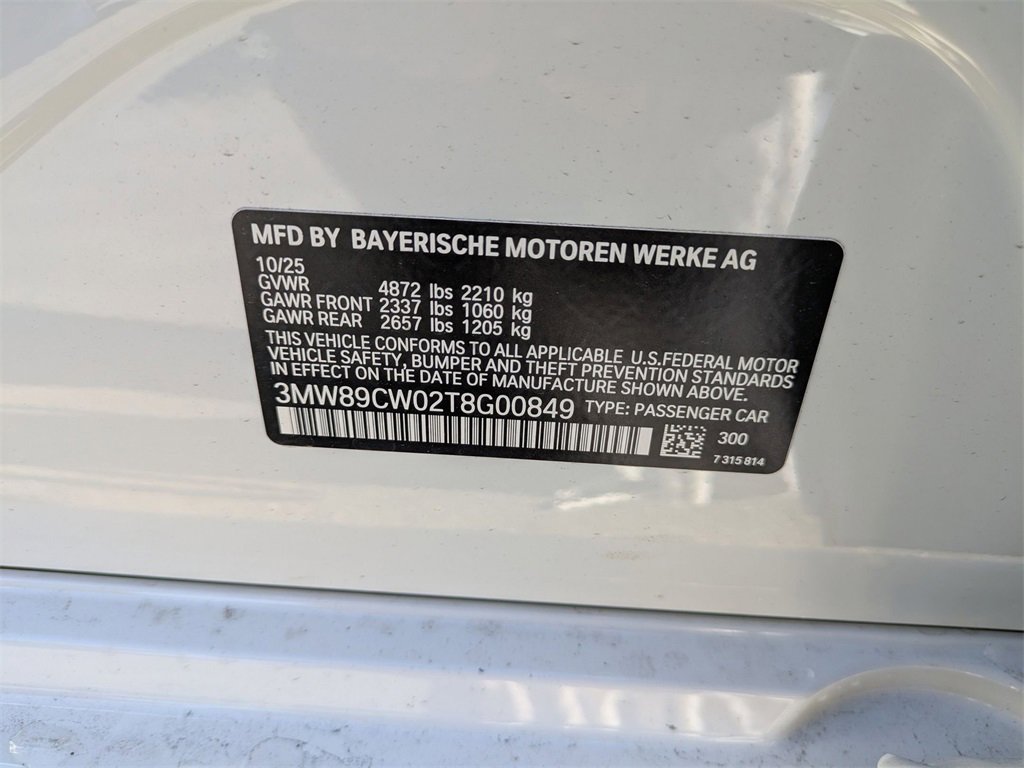 MFD BY BAYERISCHE MOTOREN WERKE AG
10/25
GVWR 4872 lbs 2210 kg
GAWR FRONT 2337 lbs 1060 kg
GAWR REAR 2657 lbs 1205 kg
THIS VEHICLE CONFORMS TO ALL APPLICABLE U.S.FEDERAL MOTOR
VEHICLE SAFETY, BUMPER AND THEFT PREVENTION STANDARDS
IN EFFECT ON THE DATE OF MANUFACTURE SHOWN ABOVE.
3MW89CW02T8G00849 TYPE: PASSENGER CAR
300
7 315 814